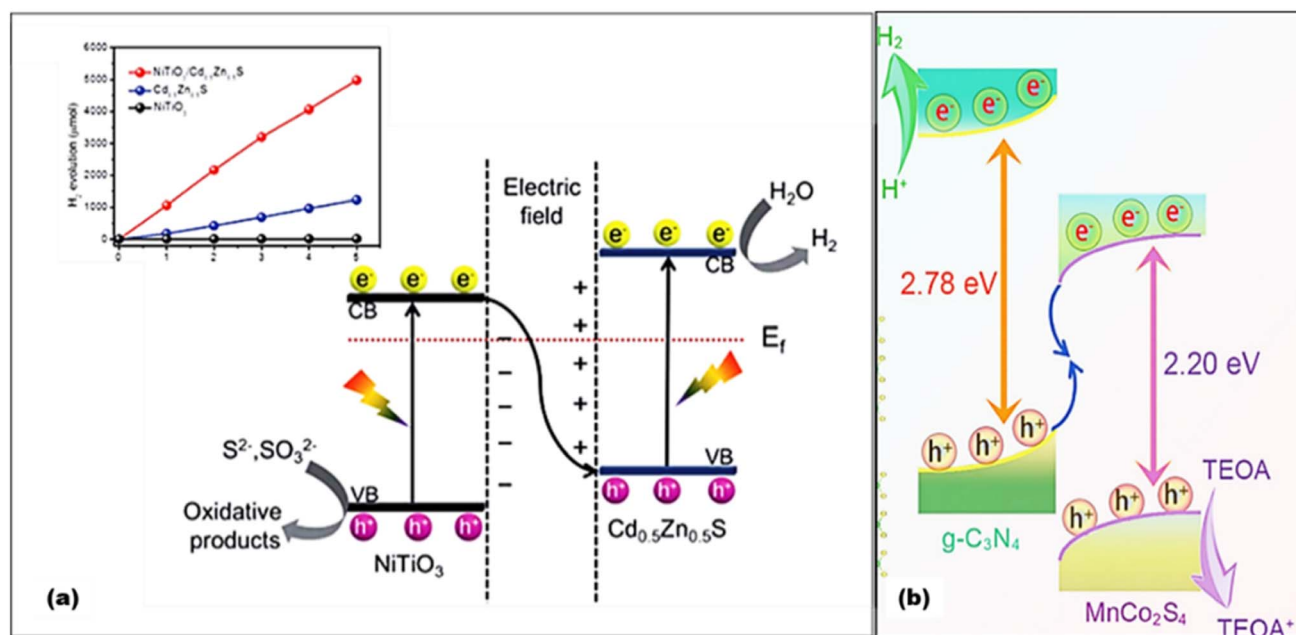 6000
5000
4000
3000
2000
1000
0
H₂ evolution (μmol)
NiTiO₃/Cd₀.₅Zn₀.₅S
Cd₀.₅Zn₀.₅S
NiTiO₃
0 1 2 3 4 5
Electric
field
e⁻ e⁻ e⁻
CB
e⁻ e⁻ e⁻
CB
H₂O
H₂
+ + + + + +
− − − − −
E_f
S²⁻,SO₃²⁻
Oxidative
products
VB
h⁺ h⁺ h⁺
NiTiO₃
VB
h⁺ h⁺ h⁺
Cd₀.₅Zn₀.₅S
(a)
H₂
H⁺
e⁻ e⁻ e⁻
e⁻ e⁻ e⁻
2.78 eV
2.20 eV
h⁺ h⁺ h⁺
g-C₃N₄
h⁺ h⁺ h⁺
TEOA
MnCo₂S₄
TEOA⁺
(b)